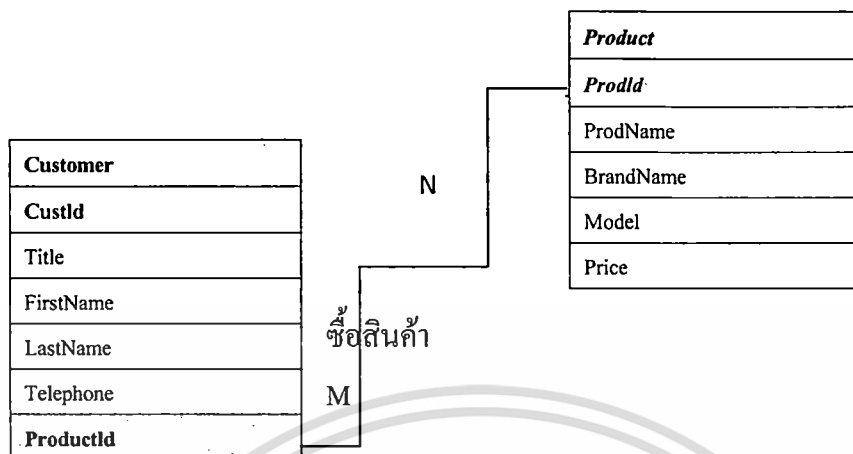 Product
ProdId
ProdName
BrandName
Model
Price
N
Customer
CustId
Title
FirstName
LastName
Telephone
ProductId
ซื้อสินค้า
M